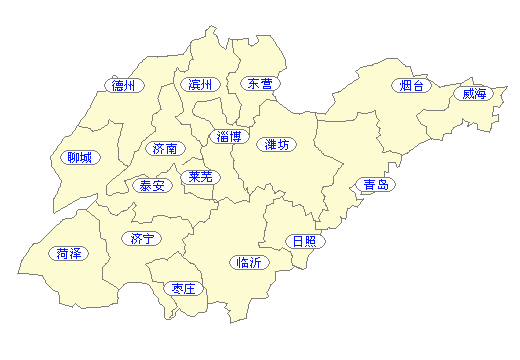 德州
滨州
东营
烟台
威海
聊城
济南
淄博
潍坊
泰安
莱芜
青岛
菏泽
济宁
日照
临沂
枣庄